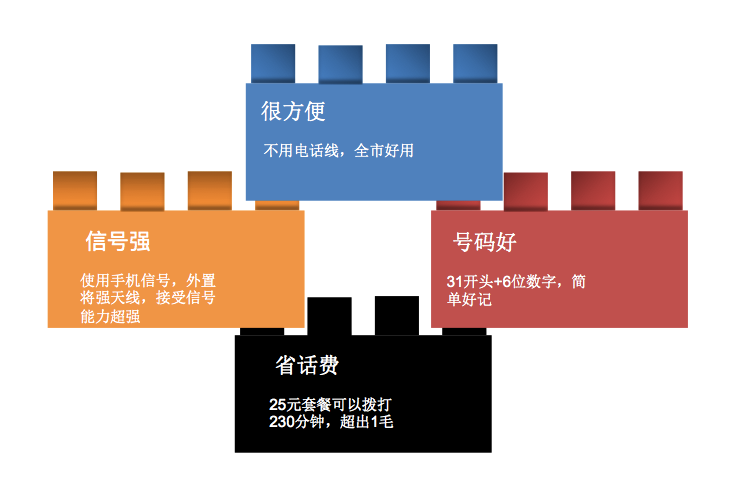 很方便
不用电话线，全市好用
信号强
使用手机信号，外置
将强天线，接受信号
能力超强
号码好
31开头+6位数字，简
单好记
省话费
25元套餐可以拨打
230分钟，超出1毛